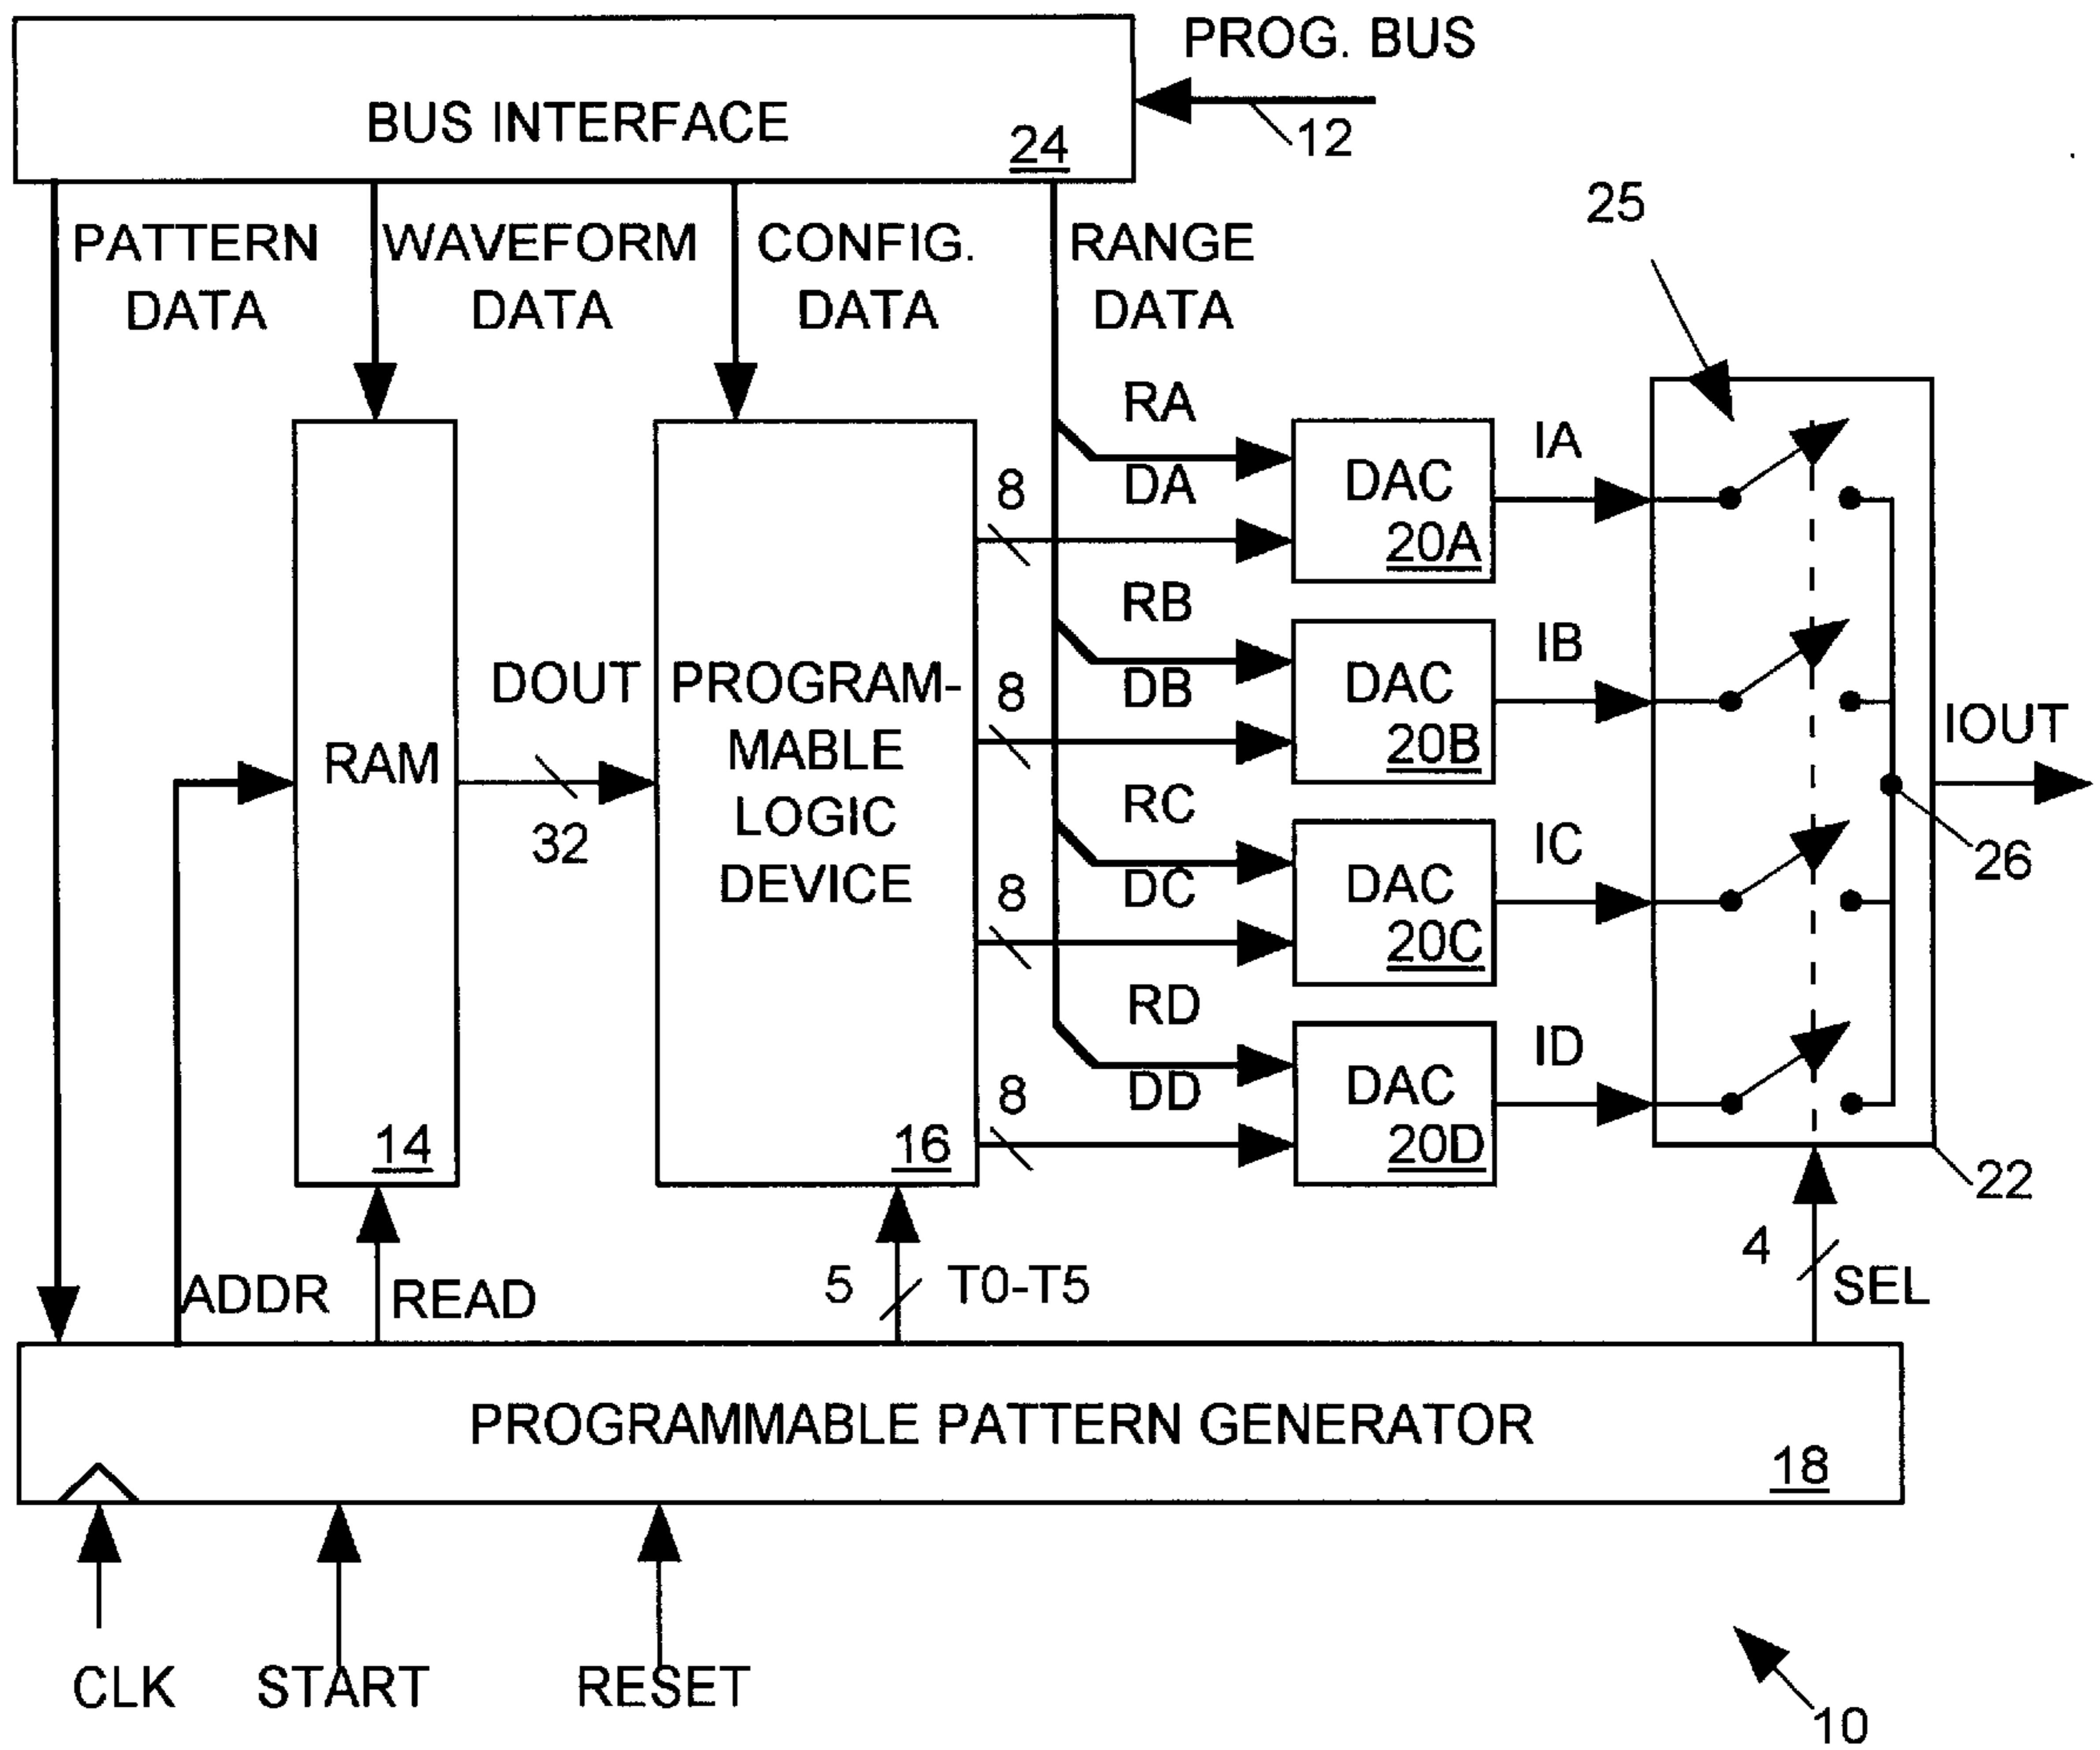 PROG. BUS
BUS INTERFACE
24
12
PATTERN DATA
WAVEFORM DATA
CONFIG. DATA
RANGE DATA
25
RA
DA
8
DAC
20A
IA
RB
DB
8
DAC
20B
IB
DOUT
32
RAM
14
PROGRAM-
MABLE
LOGIC
DEVICE
16
IOUT
RC
DC
8
DAC
20C
IC
26
RD
DD
8
DAC
20D
ID
22
ADDR
READ
5
T0-T5
4
SEL
PROGRAMMABLE PATTERN GENERATOR
18
CLK
START
RESET
10